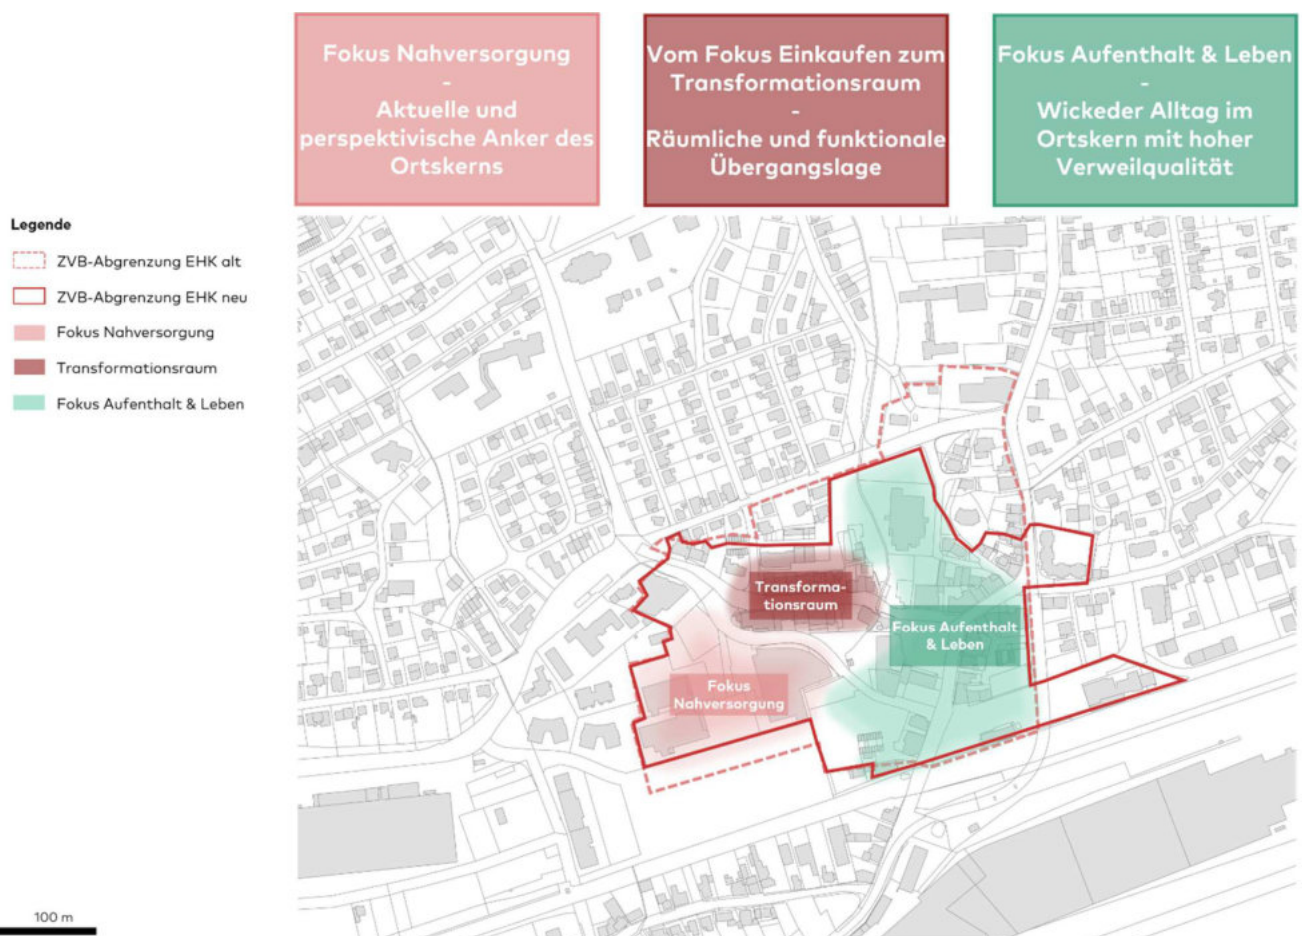 Fokus Nahversorgung
-
Aktuelle und
perspektivische Anker des
Ortskerns
Vom Fokus Einkaufen zum
Transformationsraum
-
Räumliche und funktionale
Übergangslage
Fokus Aufenthalt & Leben
-
Wickeder Alltag im
Ortskern mit hoher
Verweilqualität
Legende
ZVB-Abgrenzung EHK alt
ZVB-Abgrenzung EHK neu
Fokus Nahversorgung
Transformationsraum
Fokus Aufenthalt & Leben
Transforma-
tionsraum
Fokus Aufenthalt
& Leben
Fokus
Nahversorgung
100 m